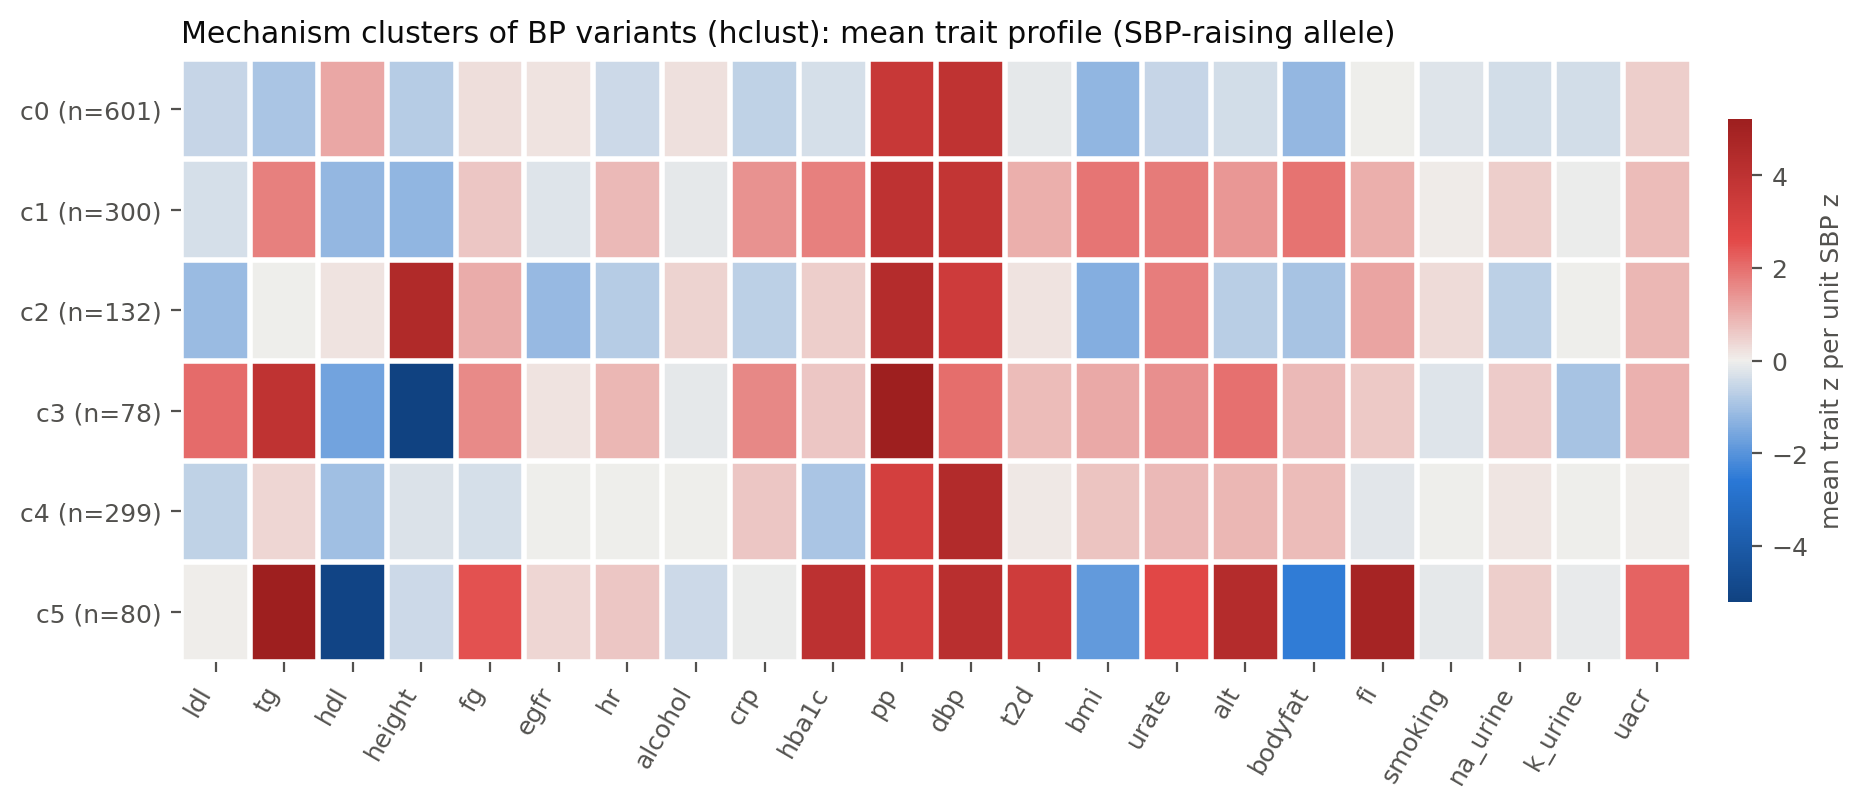 Mechanism clusters of BP variants (hclust): mean trait profile (SBP-raising allele)
c0 (n=601)
c1 (n=300)
c2 (n=132)
c3 (n=78)
c4 (n=299)
c5 (n=80)
ldl
tg
hdl
height
fg
egfr
hr
alcohol
crp
hba1c
pp
dbp
t2d
bmi
urate
alt
bodyfat
fi
smoking
na_urine
k_urine
uacr
4
2
0
−2
−4
mean trait z per unit SBP z